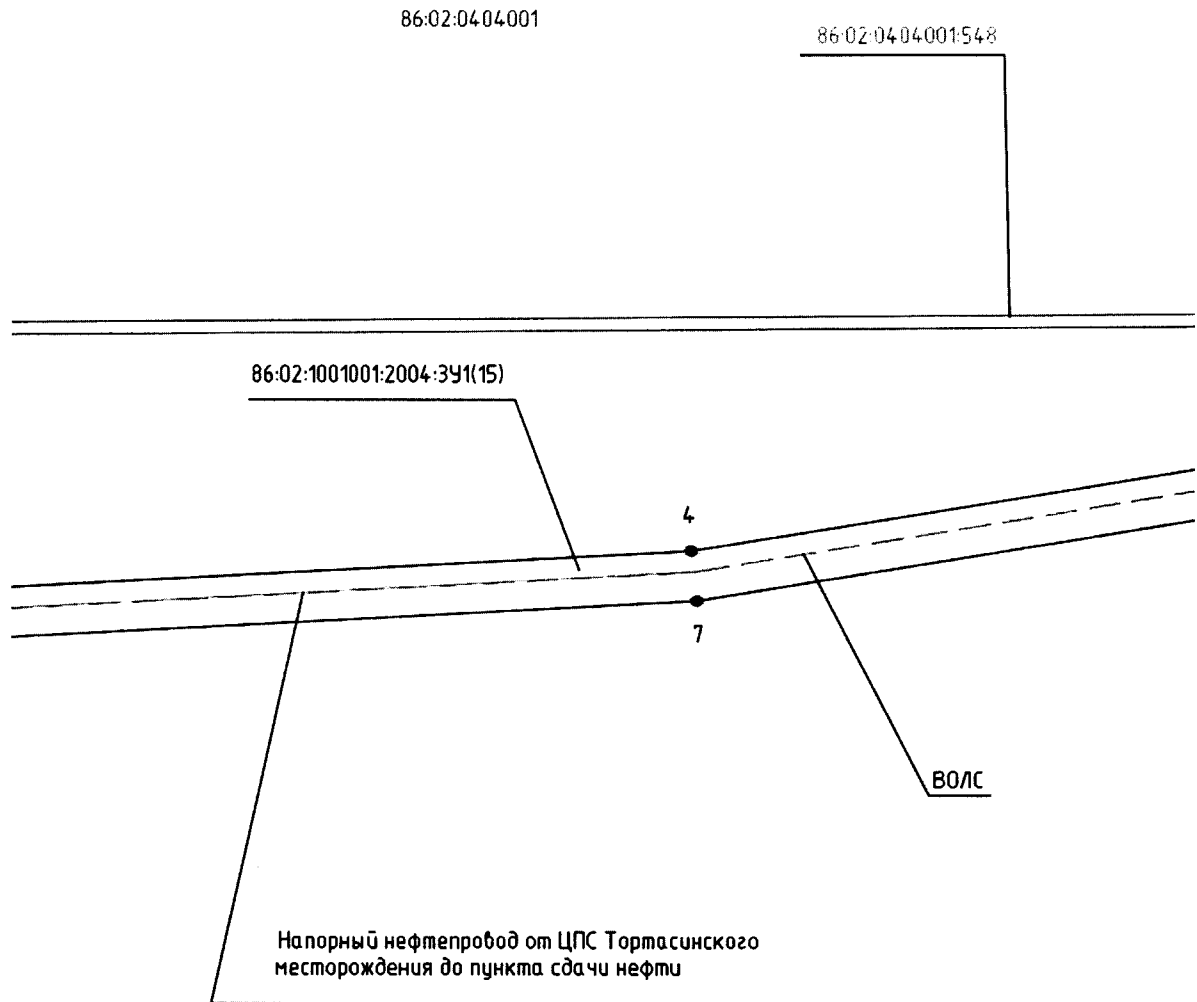 86:02:0404001
86:02:0404001:548
86:02:1001001:2004:ЗУ1(15)
4
7
ВОЛС
Напорный нефтепровод от ЦПС Тортасинского
месторождения до пункта сдачи нефти